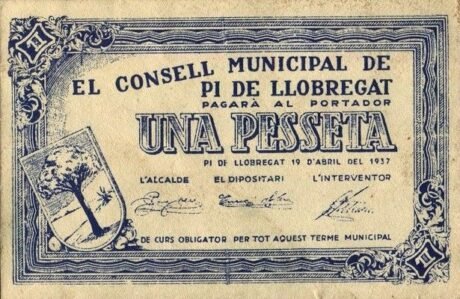 EL CONSELL MUNICIPAL DE
PI DE LLOBREGAT
PAGARÀ AL PORTADOR
UNA PESSETA
PI DE LLOBREGAT 19 D'ABRIL DEL 1937
L'ALCALDE EL DIPOSITARI L'INTERVENTOR
DE CURS OBLIGATOR PER TOT AQUEST TERME MUNICIPAL